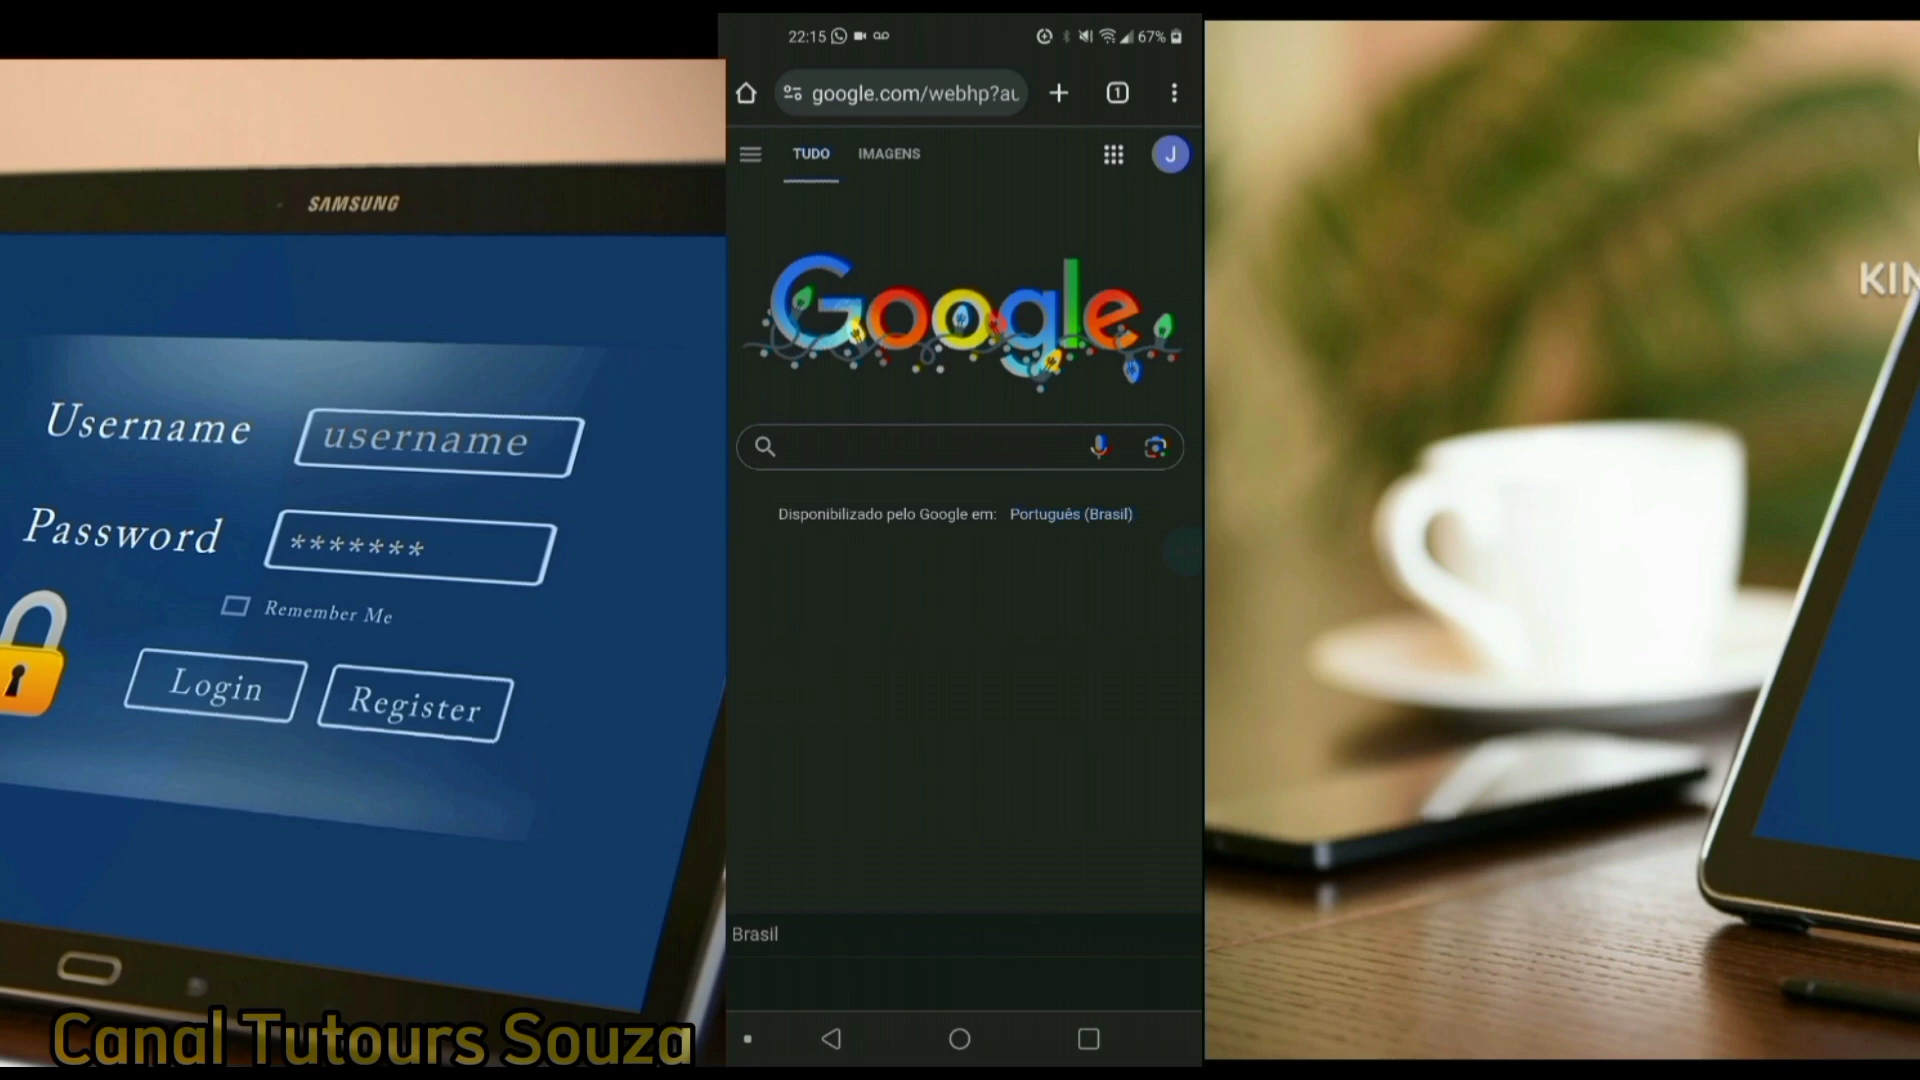 SAMSUNG
Username
username
Password
*******
Remember Me
Login
Register
Canal Tutours Souza
22:15
67%
google.com/webhp?au
1
TUDO
IMAGENS
J
Google
Disponibilizado pelo Google em: Português (Brasil)
Brasil
KIN